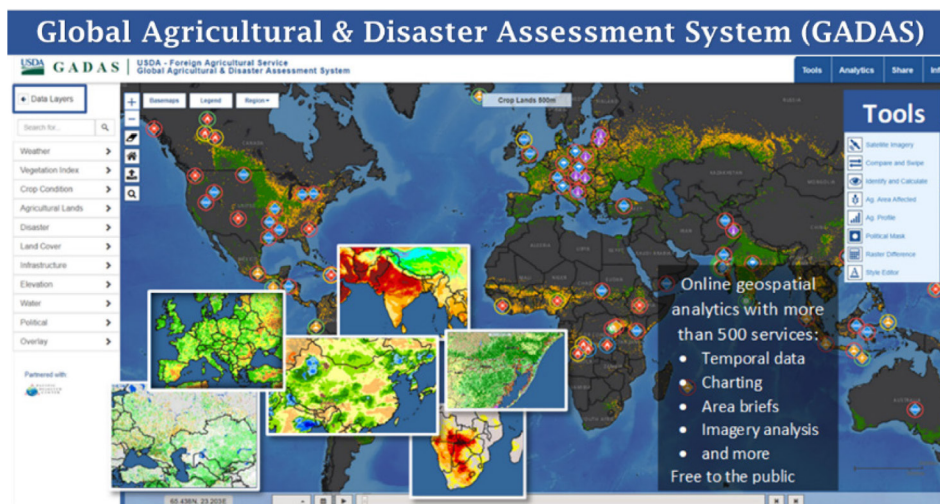 Global Agricultural & Disaster Assessment System (GADAS)
USDA
GADAS
USDA - Foreign Agricultural Service
Global Agricultural & Disaster Assessment System
Tools
Analytics
Share
Data Layers
Search for...
Weather
Vegetation Index
Crop Condition
Agricultural Lands
Disaster
Land Cover
Infrastructure
Elevation
Water
Political
Overlay
Partnered with:
Basemaps
Legend
Region
Crop Lands 500m
Tools
Satellite Imagery
Compare and Swipe
Identify and Calculate
Ag. Area Affected
Ag. Profile
Political Mask
Raster Difference
Style Editor
Online geospatial
analytics with more
than 500 services:
• Temporal data
• Charting
• Area briefs
• Imagery analysis
• and more
Free to the public